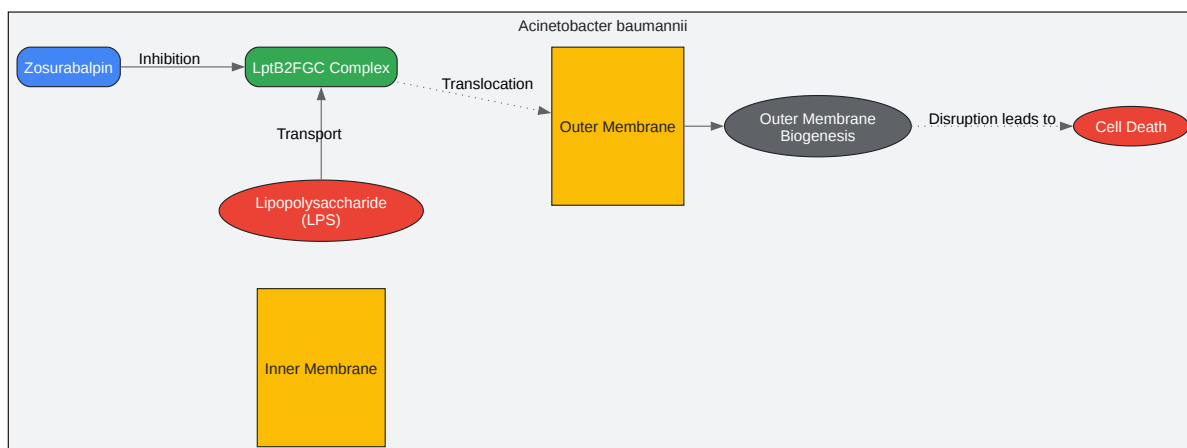 Acinetobacter baumannii
Zosurabalpin
Inhibition
LptB2FGC Complex
Translocation
Outer Membrane
Outer Membrane
Biogenesis
Disruption leads to
Cell Death
Transport
Lipopolysaccharide
(LPS)
Inner Membrane